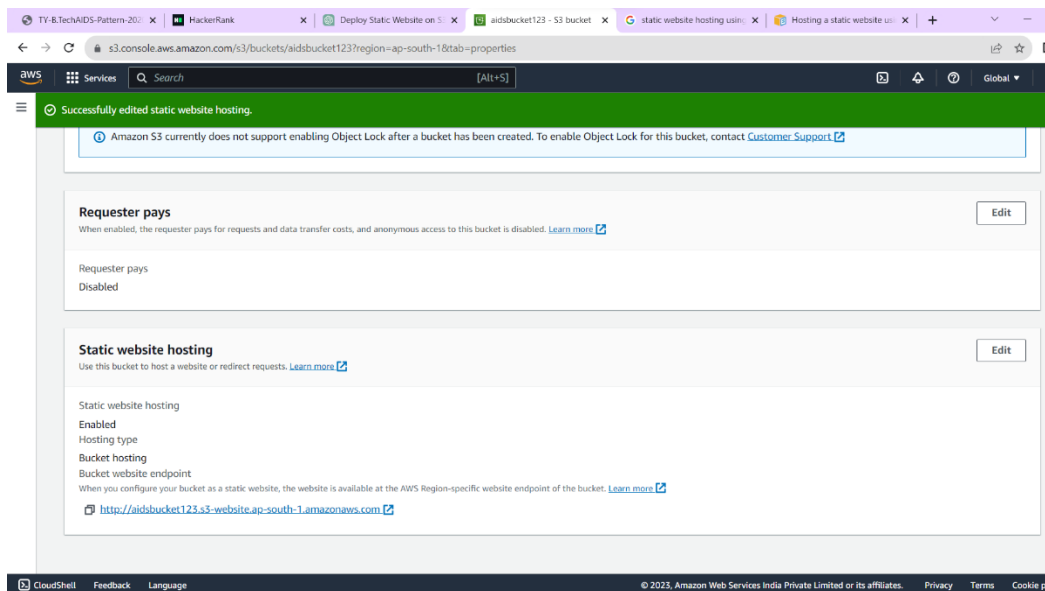 TY-B.TechAIDS-Pattern-202
HackerRank
Deploy Static Website on S
aidsbucket123 - S3 bucket
static website hosting using
Hosting a static website us
s3.console.aws.amazon.com/s3/buckets/aidsbucket123?region=ap-south-1&tab=properties
aws
Services
Search
[Alt+S]
Global
Successfully edited static website hosting.
Amazon S3 currently does not support enabling Object Lock after a bucket has been created. To enable Object Lock for this bucket, contact Customer Support
Requester pays
Edit
When enabled, the requester pays for requests and data transfer costs, and anonymous access to this bucket is disabled. Learn more
Requester pays
Disabled
Static website hosting
Edit
Use this bucket to host a website or redirect requests. Learn more
Static website hosting
Enabled
Hosting type
Bucket hosting
Bucket website endpoint
When you configure your bucket as a static website, the website is available at the AWS Region-specific website endpoint of the bucket. Learn more
http://aidsbucket123.s3-website.ap-south-1.amazonaws.com
CloudShell Feedback Language © 2023, Amazon Web Services India Private Limited or its affiliates. Privacy Terms Cookie p